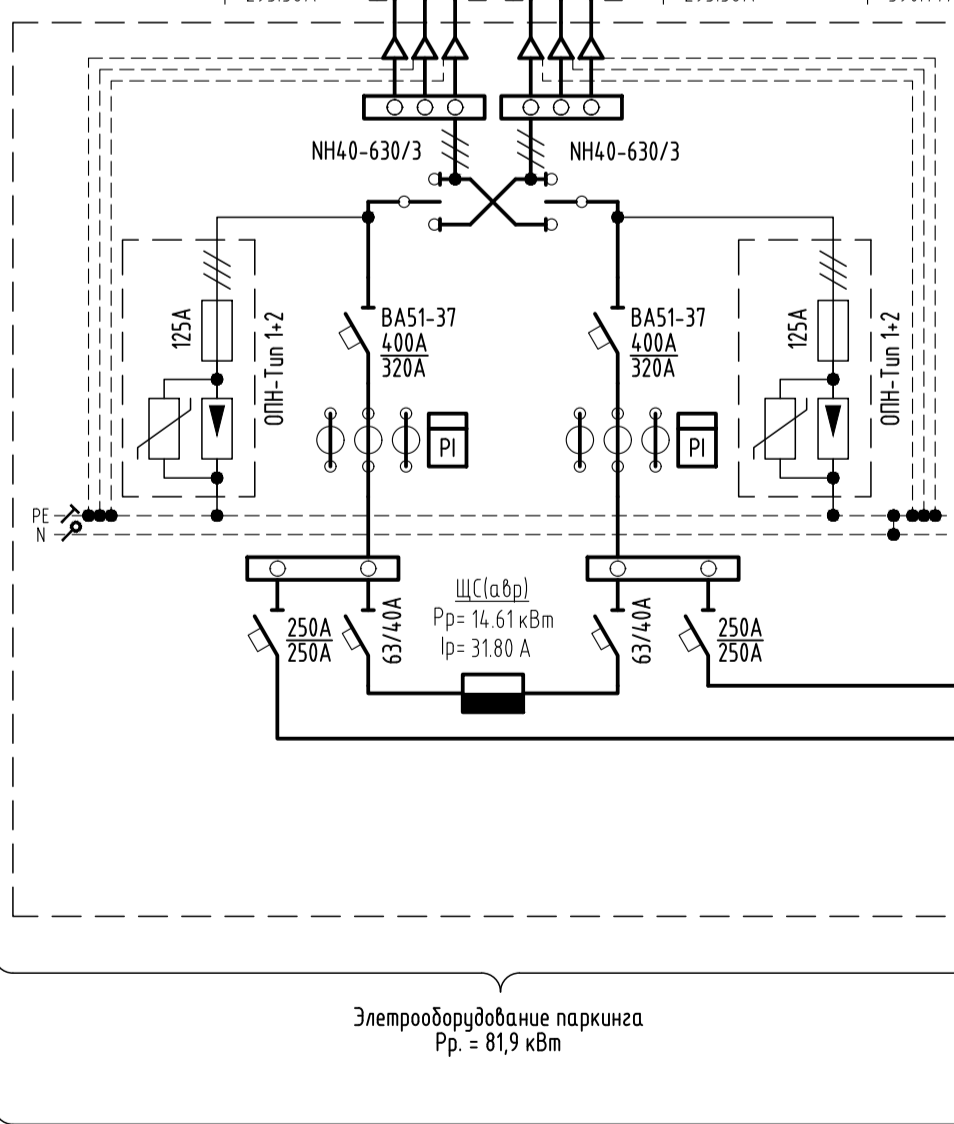 NH40-630/3
NH40-630/3
125А
ОПН-Тип 1+2
ВА51-37
400А
320А
PI
ВА51-37
400А
320А
PI
125А
ОПН-Тип 1+2
PE
N
250А
250А
63/40А
ЩС(авр)
Рр= 14.61 кВт
Iр= 31.80 А
63/40А
250А
250А
Элетрооборудование паркинга
Рр. = 81,9 кВт